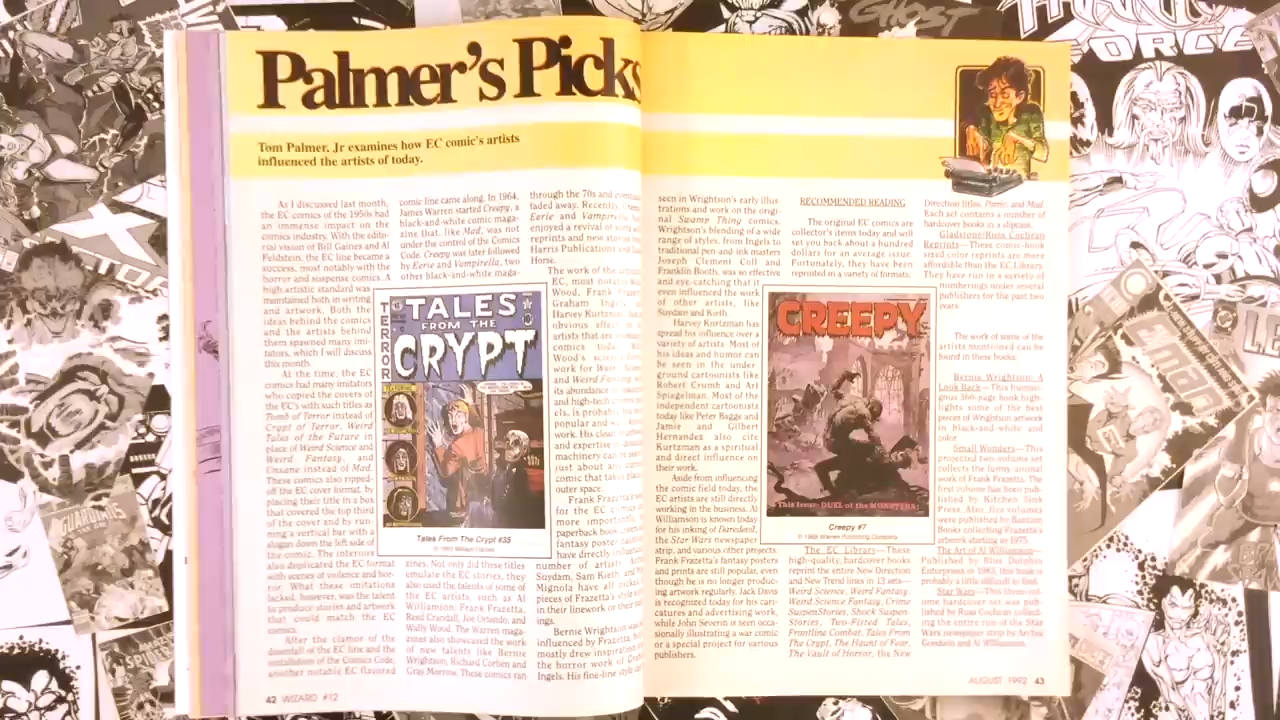 Palmer's Picks
Tom Palmer, Jr examines how EC comic's artists
influenced the artists of today.
As I discussed last month,
the EC comics of the 1950s had
an immense impact on the
comics industry. With the edito-
rial vision of Bill Gaines and Al
Feldstein, the EC line became a
success, most notably with the
horror and suspense comics. A
high artistic standard was
maintained both in writing
and artwork. Both the
ideas behind the comics
and the artists behind
them spawned many imi-
tators, which I will discuss
this month.
At the time, the EC
comics had many imitators
who copied the covers of
the EC's with such titles as
Tomb of Terror instead of
Crypt of Terror, Weird
Tales of the Future in
place of Weird Science and
Weird Fantasy, and
Unsane instead of Mad.
These comics also ripped-
off the EC cover format, by
placing their title in a box
that covered the top third
of the cover and by run-
ning a vertical bar with a
slogan down the left side of
the comic. The interiors
also duplicated the EC format
with scenes of violence and hor-
ror. What these imitations
lacked, however, was the talent
to produce stories and artwork
that could match the EC
comics.
After the clamor of the
downfall of the EC line and the
installation of the Comics Code,
another notable EC flavored
comic line came along. In 1964,
James Warren started Creepy, a
black-and-white comic maga-
zine that, like Mad, was not
under the control of the Comics
Code. Creepy was later followed
by Eerie and Vampirella, two
other black-and-white maga-
zines. Not only did these titles
emulate the EC stories, they
also used the talents of some of
the EC artists, such as Al
Williamson, Frank Frazetta,
Reed Crandall, Joe Orlando, and
Wally Wood. The Warren maga-
zines also showcased the work
of new talents like Bernie
Wrightson, Richard Corben and
Gray Morrow. These comics ran
through the 70s and
faded away. Recently,
Eerie and Vampirella
enjoyed a revival of
reprints and new
Harris Publications
Horse.
The work of the
EC, most
Wood, Frank
Graham
Harvey Kurtzman
obvious
artists that
comics
Wood's
work for
and Weird Fantasy,
its abundance
and high-tech
els, is probably
popular and
work. His
and expertise
machinery can
just about
comic that takes
outer space.
Frank Frazetta's
for the EC
more
paperback book
fantasy poster
have directly
number of artists.
Suydam, Sam Kieth,
Mignola have all
pieces of Frazetta's
in their linework or their
ings.
Bernie Wrightson was
influenced by Frazetta,
mostly drew inspiration
the horror work of
Ingels. His fine-line style
TERROR
TALES
FROM THE
CRYPT
Tales From The Crypt #35
42 WIZARD #12
seen in Wrightson's early illus
trations and work on the origi-
nal Swamp Thing comics.
Wrightson's blending of a wide
range of styles, from Ingels to
traditional pen and ink masters
Joseph Clement Coll and
Franklin Booth, was so effective
and eye-catching that it
even influenced the work
of other artists, like
Suydam and Kieth.
Harvey Kurtzman has
spread his influence over a
variety of artists. Most of
his ideas and humor can
be seen in the under
ground cartoonists like
Robert Crumb and Art
Spiegelman. Most of the
independent cartoonists
today like Peter Bagge and
Jamie and Gilbert
Hernandez also cite
Kurtzman as a spiritual
and direct influence on
their work.
Aside from influencing
the comic field today, the
EC artists are still directly
working in the business. Al
Williamson is known today
for his inking of Daredevil,
the Star Wars newspaper
strip, and various other projects.
Frank Frazetta's fantasy posters
and prints are still popular, even
though he is no longer produc-
ing artwork regularly. Jack Davis
is recognized today for his cari-
catures and advertising work,
while John Severin is seen occa-
sionally illustrating a war comic
or a special project for various
publishers.
RECOMMENDED READING
The original EC comics are
collector's items today and will
set you back about a hundred
dollars for an average issue.
Fortunately, they have been
reprinted in a variety of formats.
CREEPY
This Issue: DUEL of the MONSTERS!
Creepy #7
© 1965 Warren Publishing Company
The EC Library—These
high-quality, hardcover books
reprint the entire New Direction
and New Trend lines in 13 sets—
Weird Science, Weird Fantasy,
Weird Science Fantasy, Crime
SuspenStories, Shock Suspen-
Stories, Two-Fisted Tales,
Frontline Combat, Tales From
The Crypt, The Haunt of Fear,
The Vault of Horror, the New
Direction titles, Panic, and Mad.
Each set contains a number of
hardcover books in a slipcase.
Gladstone/Russ Cochran
Reprints—These comic-book
sized color reprints are more
affordable than the EC Library.
They have run in a variety of
numberings under several
publishers for the past two
years.
The work of some of the
artists mentioned can be
found in these books:
Bernie Wrightson: A
Look Back—This humon-
gous 360-page book high-
lights some of the best
pieces of Wrightson artwork
in black-and-white and
color.
Small Wonders—This
projected two-volume set
collects the funny animal
work of Frank Frazetta. The
first volume has been pub-
lished by Kitchen Sink
Press. Also, five volumes
were published by Bantam
Books collecting Frazetta's
artwork starting in 1975.
The Art of Al Williamson—
Published by Blue Dolphin
Enterprises in 1983, this book is
probably a little difficult to find.
Star Wars—This three-vol-
ume hardcover set was pub-
lished by Russ Cochran collect-
ing the entire run of the Star
Wars newspaper strip by Archie
Goodwin and Al Williamson.
AUGUST 1992 43
GHOST
FORCE